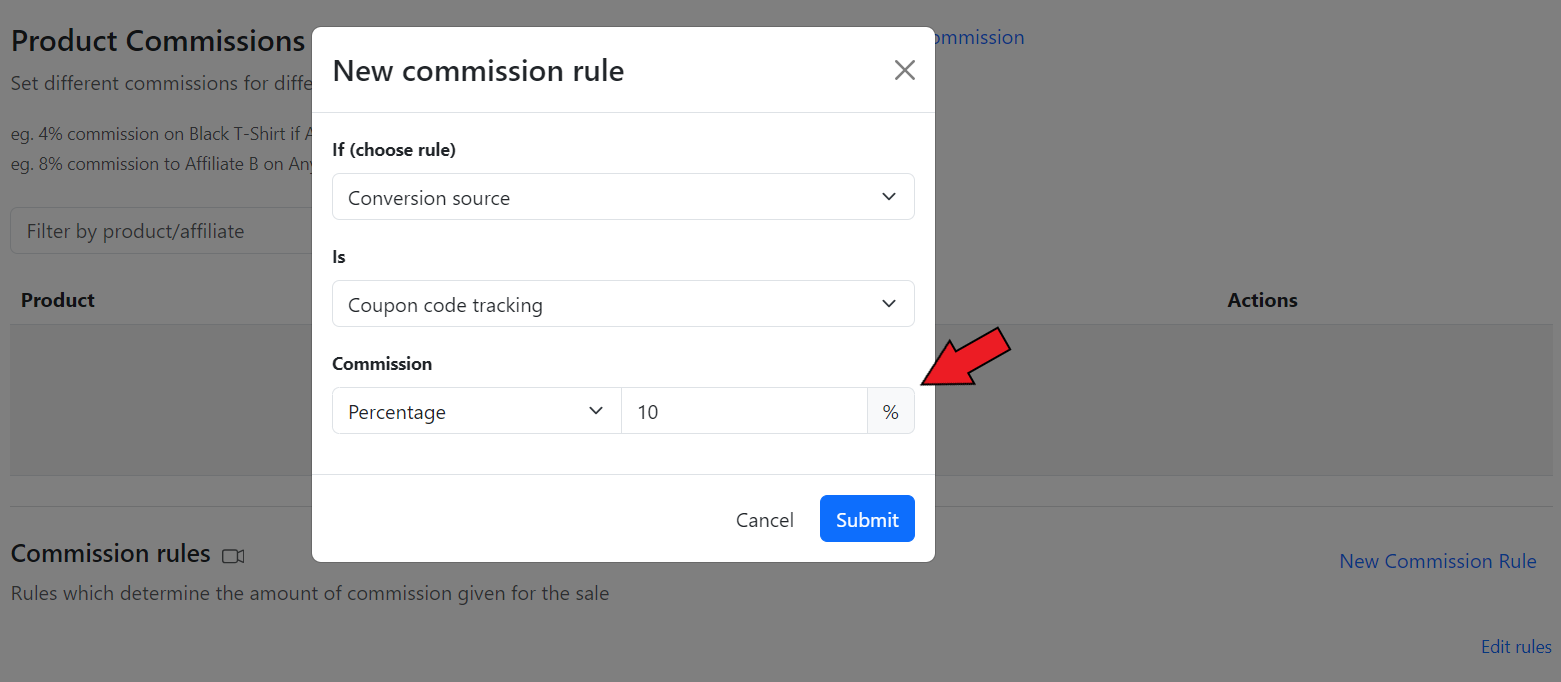 Product Commissions
Set different commissions for
eg. 4% commission on Black T-Shirt if
eg. 8% commission to Affiliate B on
Filter by product/affiliate
Product
Actions
New commission rule
If (choose rule)
Conversion source
Is
Coupon code tracking
Commission
Percentage
10
%
Cancel
Submit
Commission rules
Rules which determine the amount of commission given for the sale
New Commission Rule
Edit rules